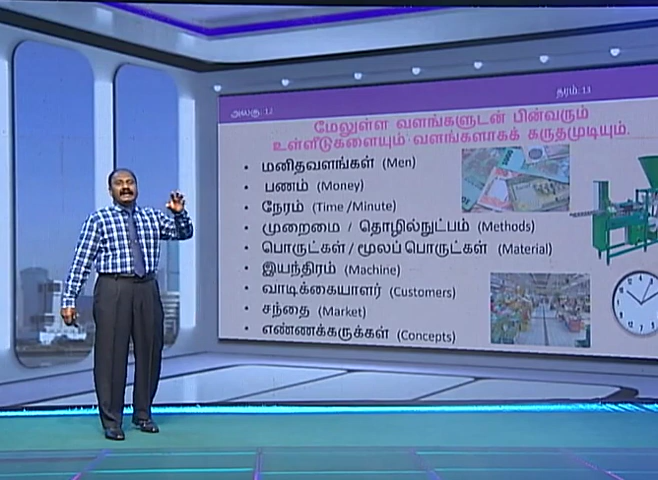 அலகு:12
தரம்:13
மேலுள்ள வளங்களுடன் பின்வரும்
உள்ளீடுகளையும் வளங்களாகக் கருதமுடியும்.
• மனிதவளங்கள் (Men)
• பணம் (Money)
• நேரம் (Time /Minute)
• முறைமை / தொழில்நுட்பம் (Methods)
• பொருட்கள் / மூலப் பொருட்கள் (Material)
• இயந்திரம் (Machine)
• வாடிக்கையாளர் (Customers)
• சந்தை (Market)
• எண்ணக்கருக்கள் (Concepts)